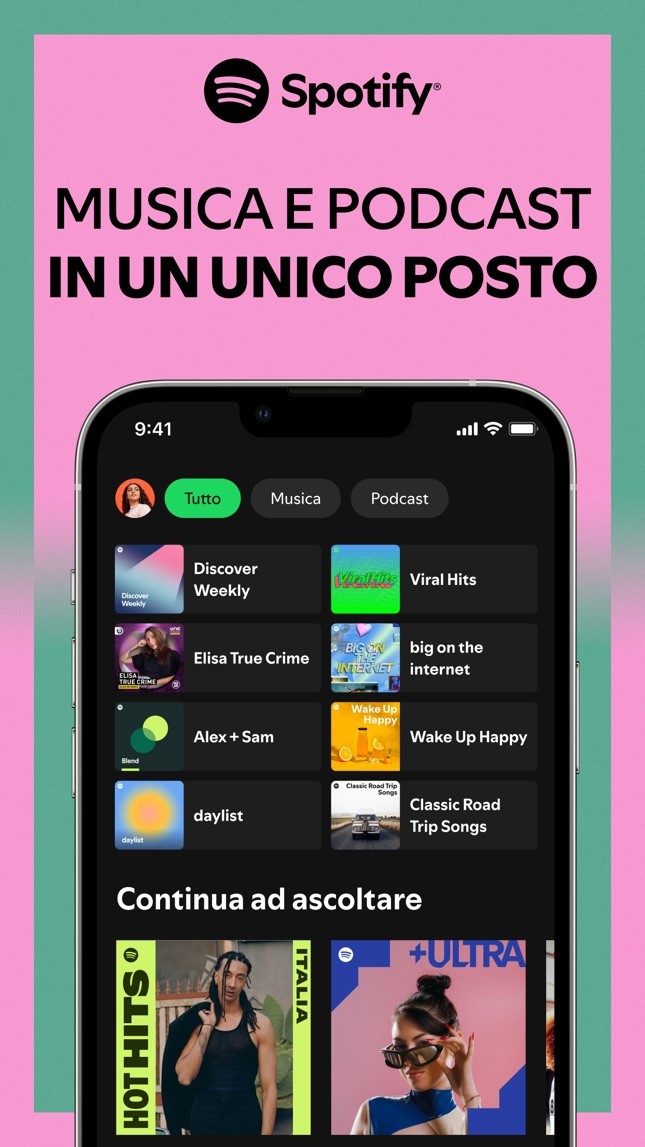 Spotify®
MUSICA E PODCAST
IN UN UNICO POSTO
9:41
Tutto
Musica
Podcast
Discover
Weekly
Discover
Weekly
ViralHits
Viral Hits
ELISA
TRUE CRIME
Elisa True Crime
BIG ON
THE
INTERNET
big on the
internet
Blend
Alex + Sam
Wake Up
Happy
Wake Up Happy
daylist
daylist
Classic Road Trip
Songs
Classic Road
Trip Songs
Continua ad ascoltare
HOT HITS
ITALIA
+ULTRA